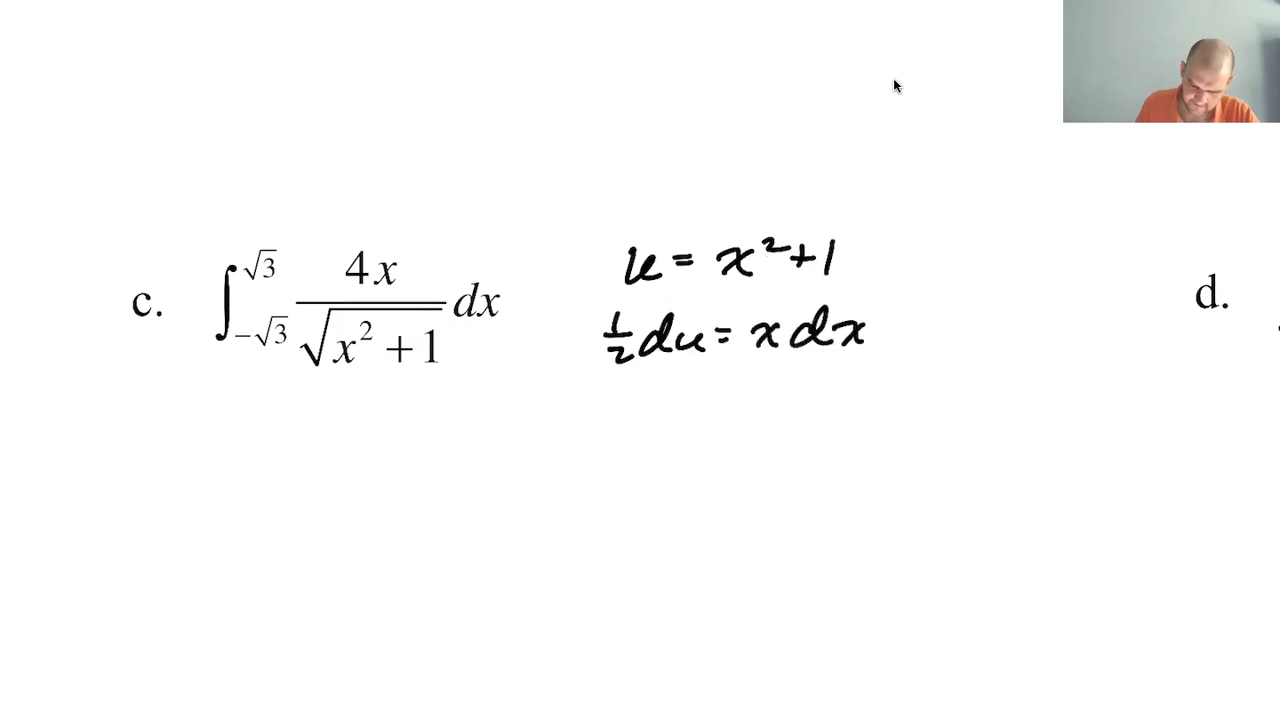 c. ∫_{-√3}^{√3} 4x/√(x²+1) dx
u = x²+1
½du = x dx
d.